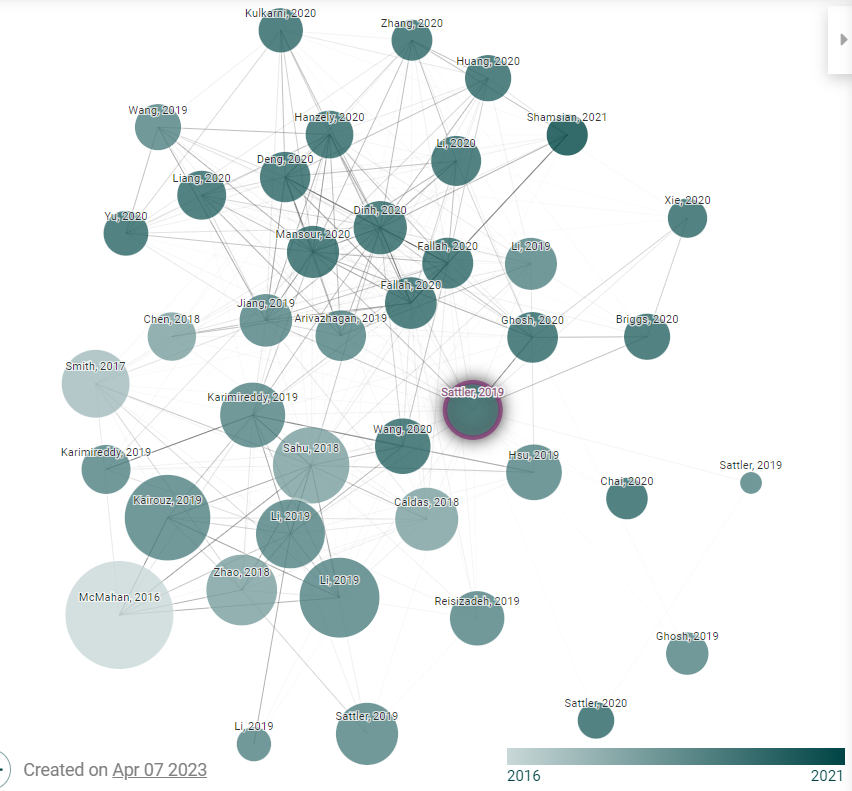 Kulkarni, 2020
Zhang, 2020
Huang, 2020
Wang, 2019
Hanzely, 2020
Shamsian, 2021
Li, 2020
Deng, 2020
Liang, 2020
Xie, 2020
Yu, 2020
Dinh, 2020
Mansour, 2020
Fallah, 2020
Li, 2019
Fallah, 2020
Jiang, 2019
Chen, 2018
Arivazhagan, 2019
Ghosh, 2020
Briggs, 2020
Smith, 2017
Karimireddy, 2019
Sattler, 2019
Wang, 2020
Sahu, 2018
Karimireddy, 2019
Hsu, 2019
Sattler, 2019
Chai, 2020
Kairouz, 2019
Caldas, 2018
Li, 2019
Zhao, 2018
Li, 2019
McMahan, 2016
Reisizadeh, 2019
Ghosh, 2019
Sattler, 2020
Sattler, 2019
Li, 2019
Created on Apr 07 2023
2016 2021